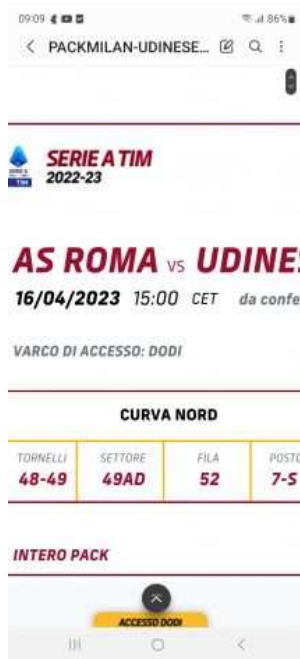 09:09
86%
PACKMILAN-UDINESE...
SERIE A TIM
2022-23
AS ROMA VS UDINES
16/04/2023 15:00 CET da confe
VARCO DI ACCESSO: DODI
CURVA NORD
TORNELLI SETTORE FILA POSTO
48-49 49AD 52 7-S
INTERO PACK
ACCESSO DODI